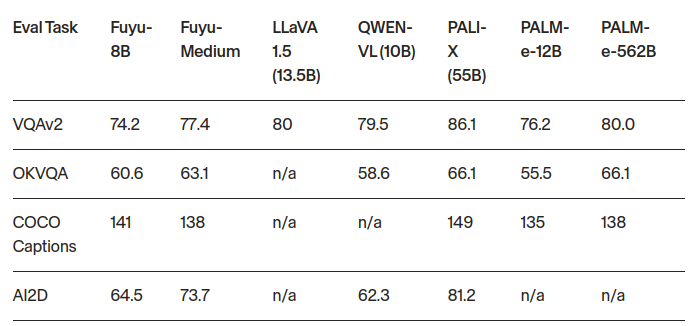 Eval Task Fuyu-8B Fuyu-Medium LLaVA 1.5 (13.5B) QWEN-VL (10B) PALI-X (55B) PALM-e-12B PALM-e-562B
VQAv2 74.2 77.4 80 79.5 86.1 76.2 80.0
OKVQA 60.6 63.1 n/a 58.6 66.1 55.5 66.1
COCO Captions 141 138 n/a n/a 149 135 138
AI2D 64.5 73.7 n/a 62.3 81.2 n/a n/a